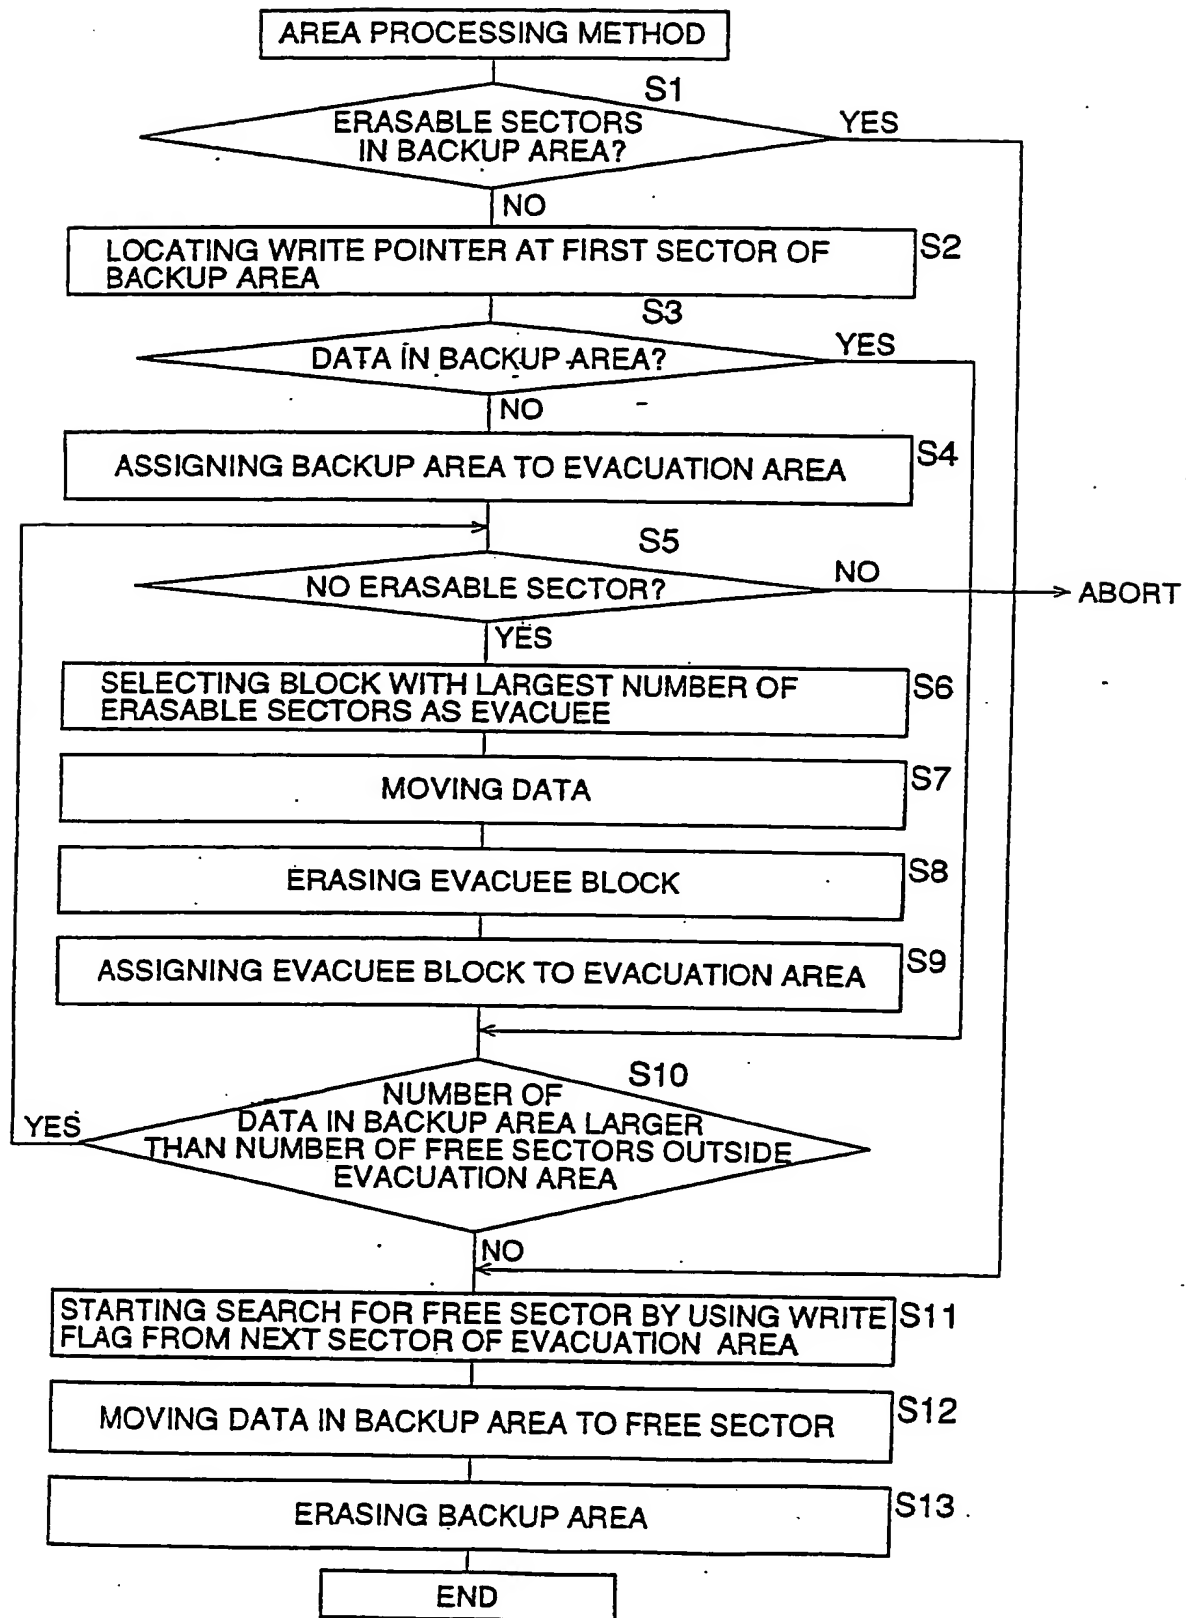 AREA PROCESSING METHOD
S1
ERASABLE SECTORS
IN BACKUP AREA?
YES
NO
LOCATING WRITE POINTER AT FIRST SECTOR OF
BACKUP AREA
S2
S3
DATA IN BACKUP AREA?
YES
NO
ASSIGNING BACKUP AREA TO EVACUATION AREA
S4
S5
NO ERASABLE SECTOR?
NO
ABORT
YES
SELECTING BLOCK WITH LARGEST NUMBER OF
ERASABLE SECTORS AS EVACUEE
S6
MOVING DATA
S7
ERASING EVACUEE BLOCK
S8
ASSIGNING EVACUEE BLOCK TO EVACUATION AREA
S9
S10
NUMBER OF
DATA IN BACKUP AREA LARGER
THAN NUMBER OF FREE SECTORS OUTSIDE
EVACUATION AREA
YES
NO
STARTING SEARCH FOR FREE SECTOR BY USING WRITE
FLAG FROM NEXT SECTOR OF EVACUATION AREA
S11
MOVING DATA IN BACKUP AREA TO FREE SECTOR
S12
ERASING BACKUP AREA
S13
END